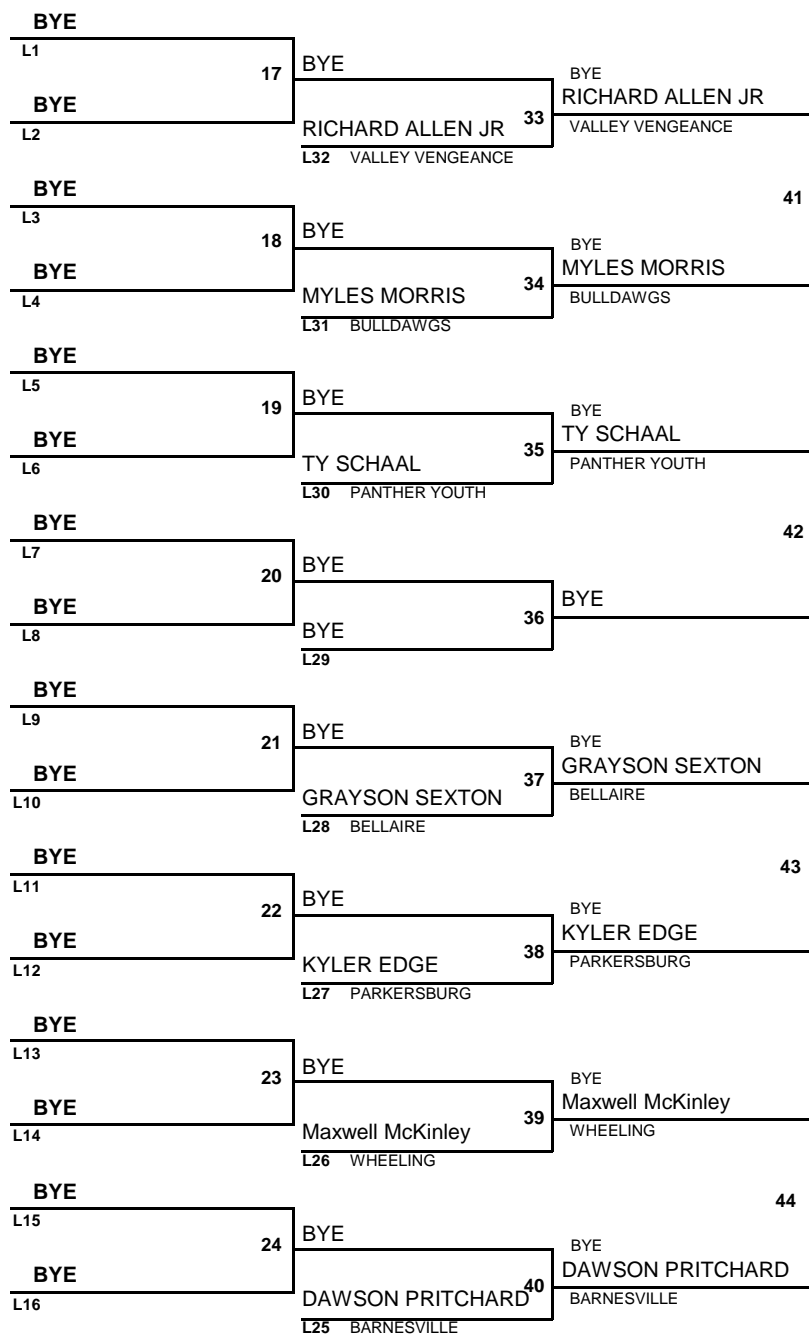 BYE
L1
17
BYE
BYE
BYE
RICHARD ALLEN JR
33
VALLEY VENGEANCE
L2
RICHARD ALLEN JR
L32 VALLEY VENGEANCE
BYE
L3
41
18
BYE
BYE
BYE
MYLES MORRIS
34
BULLDAWGS
L4
MYLES MORRIS
L31 BULLDAWGS
BYE
L5
19
BYE
BYE
BYE
TY SCHAAL
35
PANTHER YOUTH
L6
TY SCHAAL
L30 PANTHER YOUTH
BYE
L7
42
20
BYE
BYE
BYE
36
L8
BYE
L29
BYE
L9
21
BYE
BYE
BYE
GRAYSON SEXTON
37
BELLAIRE
L10
GRAYSON SEXTON
L28 BELLAIRE
BYE
L11
43
22
BYE
BYE
BYE
KYLER EDGE
38
PARKERSBURG
L12
KYLER EDGE
L27 PARKERSBURG
BYE
L13
23
BYE
BYE
BYE
Maxwell McKinley
39
WHEELING
L14
Maxwell McKinley
L26 WHEELING
BYE
L15
44
24
BYE
BYE
BYE
DAWSON PRITCHARD
40
BARNESVILLE
L16
DAWSON PRITCHARD
L25 BARNESVILLE